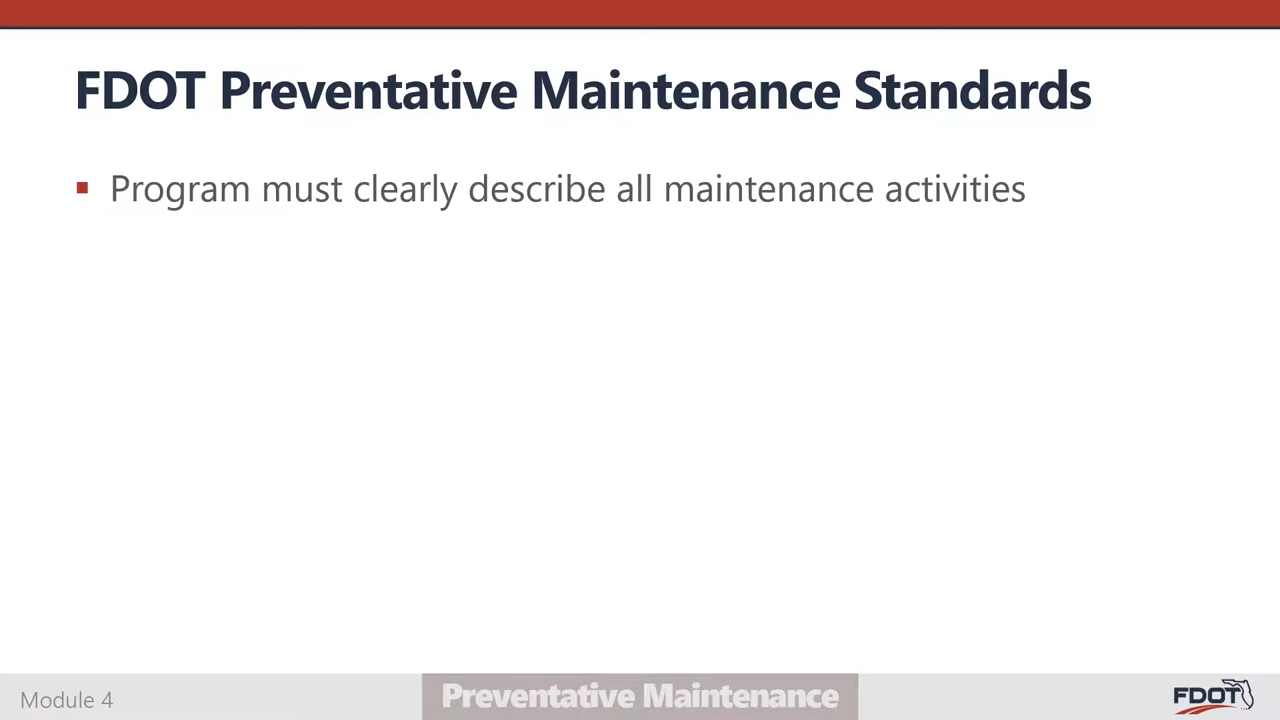 FDOT Preventative Maintenance Standards
Program must clearly describe all maintenance activities
Module 4
Preventative Maintenance
FDOT